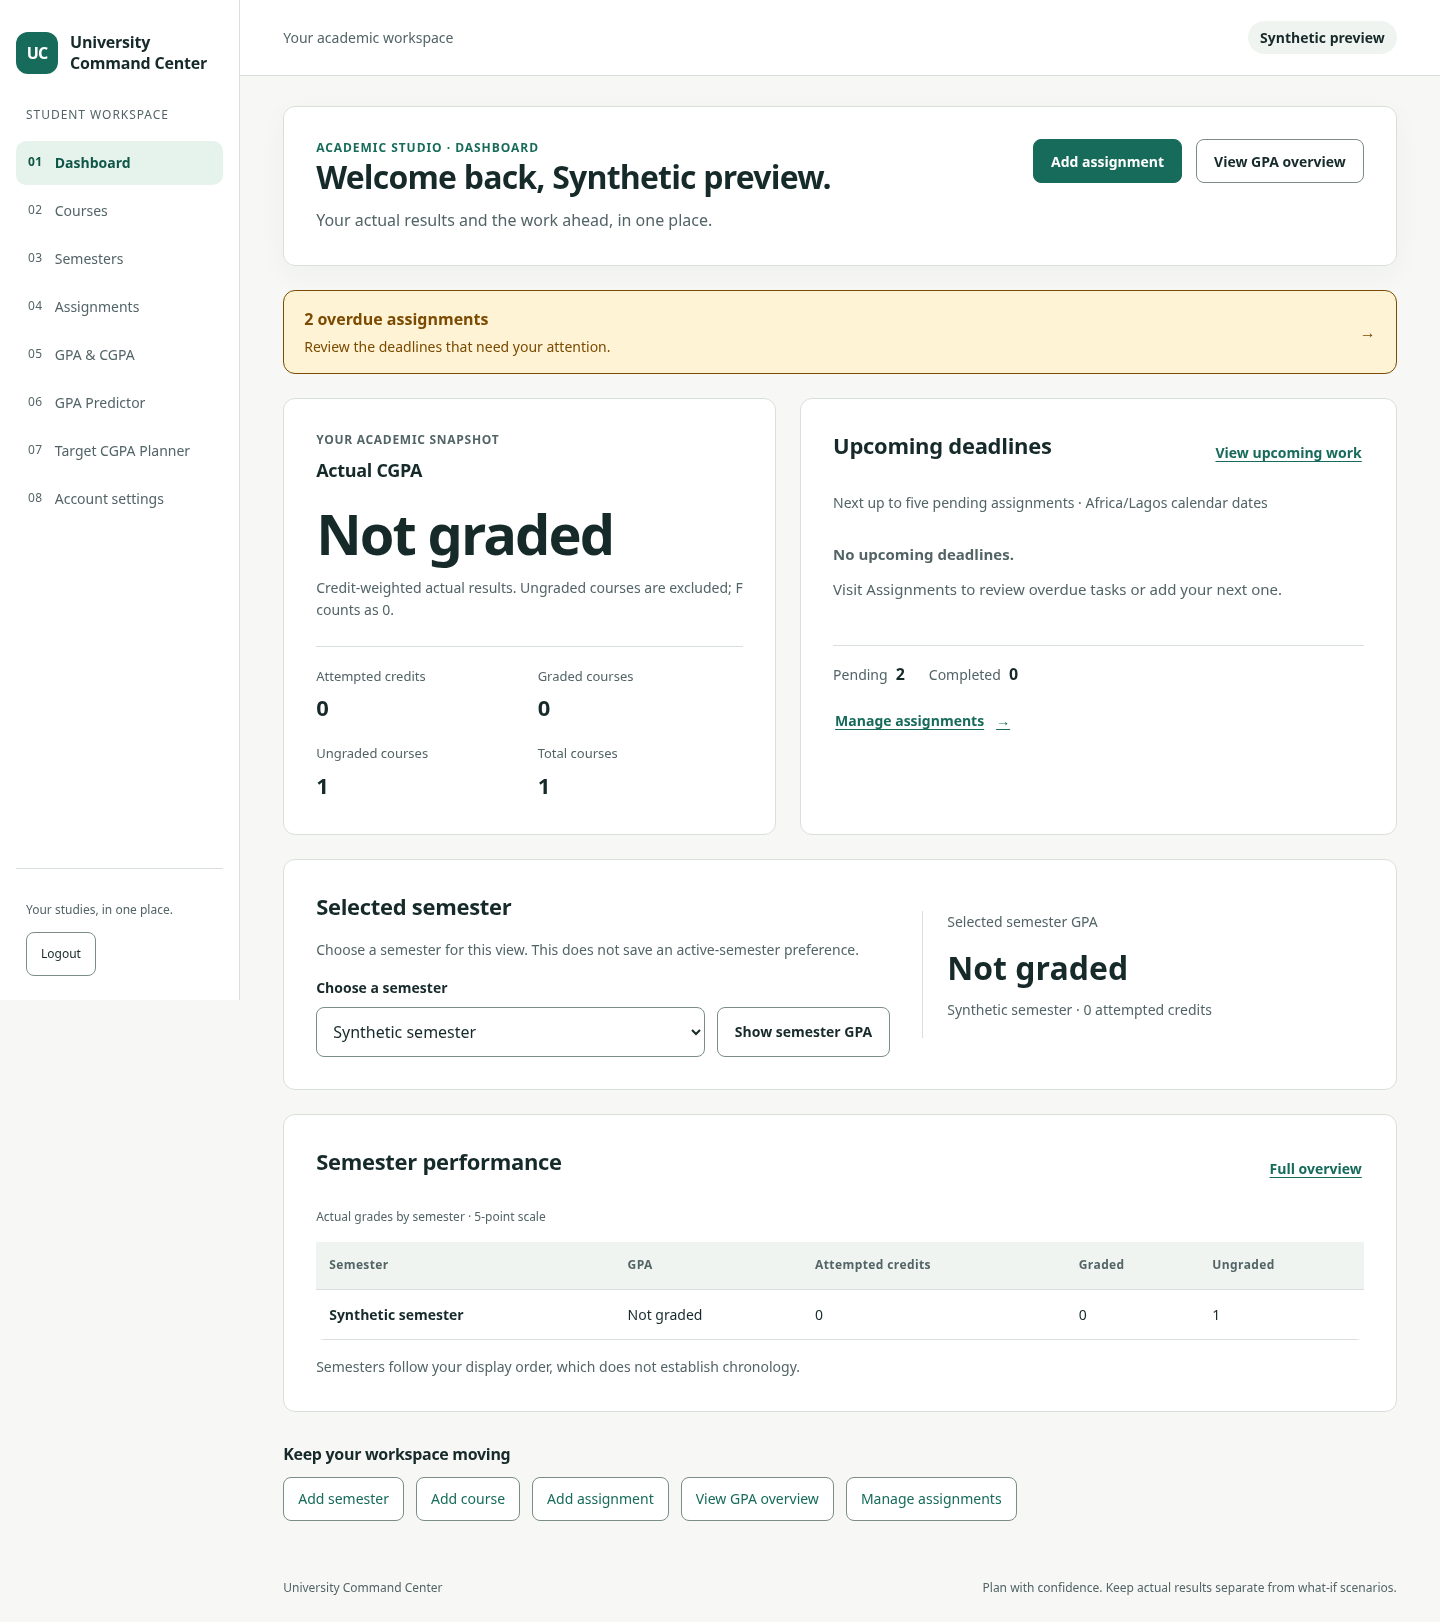 UC
University
Command Center
STUDENT WORKSPACE
01 Dashboard
02 Courses
03 Semesters
04 Assignments
05 GPA & CGPA
06 GPA Predictor
07 Target CGPA Planner
08 Account settings
Your studies, in one place.
Logout
Your academic workspace
Synthetic preview
ACADEMIC STUDIO · DASHBOARD
Welcome back, Synthetic preview.
Your actual results and the work ahead, in one place.
Add assignment
View GPA overview
2 overdue assignments
Review the deadlines that need your attention.
→
YOUR ACADEMIC SNAPSHOT
Actual CGPA
Not graded
Credit-weighted actual results. Ungraded courses are excluded; F
counts as 0.
Attempted credits
0
Graded courses
0
Ungraded courses
1
Total courses
1
Upcoming deadlines
View upcoming work
Next up to five pending assignments · Africa/Lagos calendar dates
No upcoming deadlines.
Visit Assignments to review overdue tasks or add your next one.
Pending 2 Completed 0
Manage assignments →
Selected semester
Choose a semester for this view. This does not save an active-semester preference.
Choose a semester
Synthetic semester
Show semester GPA
Selected semester GPA
Not graded
Synthetic semester · 0 attempted credits
Semester performance
Full overview
Actual grades by semester · 5-point scale
Semester GPA Attempted credits Graded Ungraded
Synthetic semester Not graded 0 0 1
Semesters follow your display order, which does not establish chronology.
Keep your workspace moving
Add semester
Add course
Add assignment
View GPA overview
Manage assignments
University Command Center
Plan with confidence. Keep actual results separate from what-if scenarios.